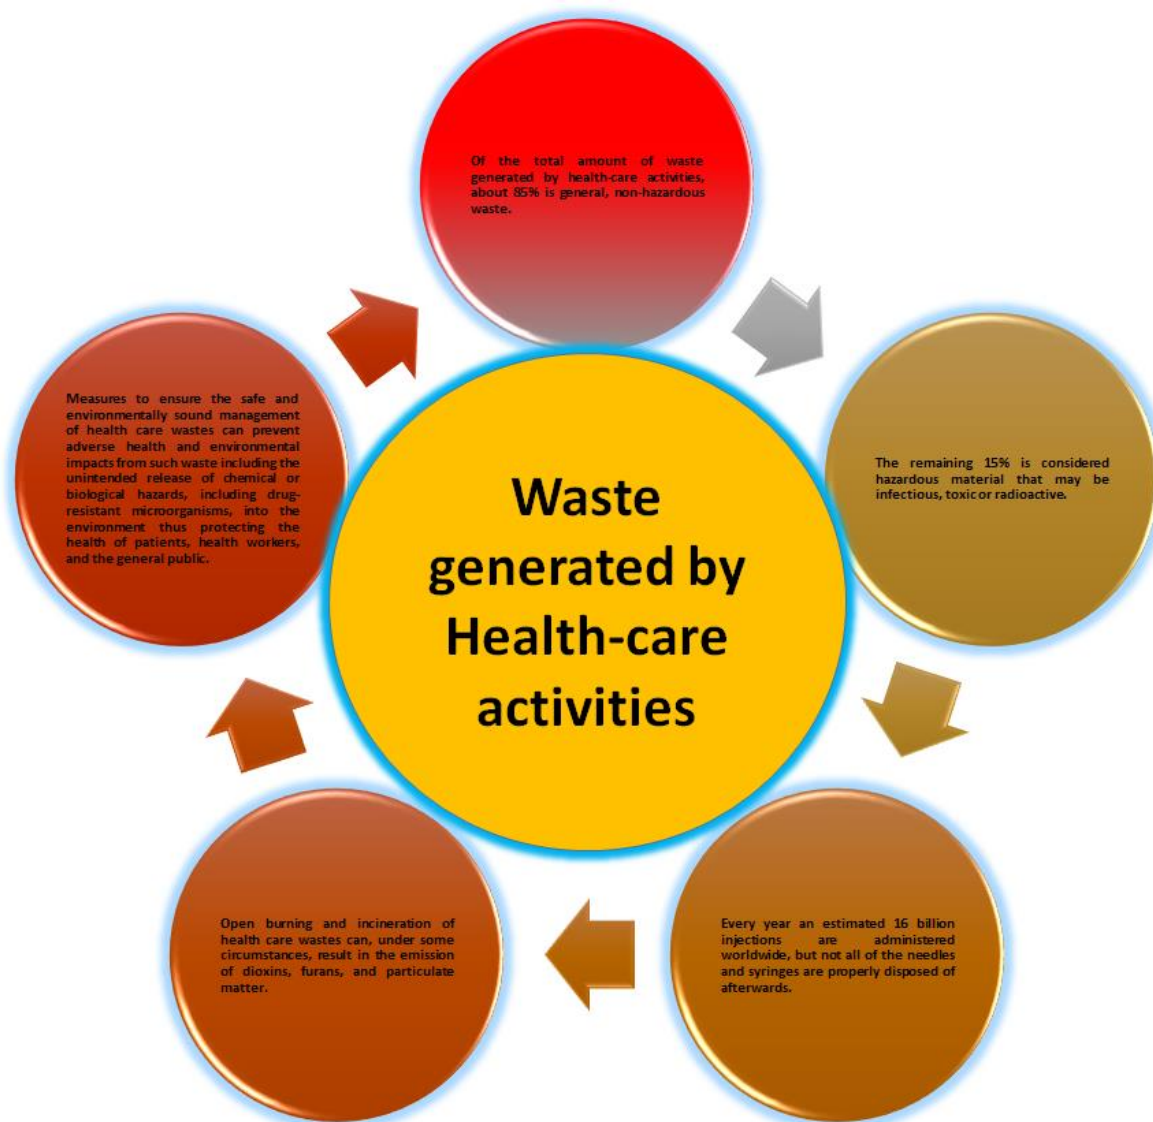 Of the total amount of waste
generated by health-care activities,
about 85% is general, non-hazardous
waste.
The remaining 15% is considered
hazardous material that may be
infectious, toxic or radioactive.
Every year an estimated 16 billion
injections are administered
worldwide, but not all of the needles
and syringes are properly disposed of
afterwards.
Open burning and incineration of
health care wastes can, under some
circumstances, result in the emission
of dioxins, furans, and particulate
matter.
Measures to ensure the safe and
environmentally sound management
of health care wastes can prevent
adverse health and environmental
impacts from such waste including the
unintended release of chemical or
biological hazards, including drug-
resistant microorganisms, into the
environment thus protecting the
health of patients, health workers,
and the general public.
Waste
generated by
Health-care
activities